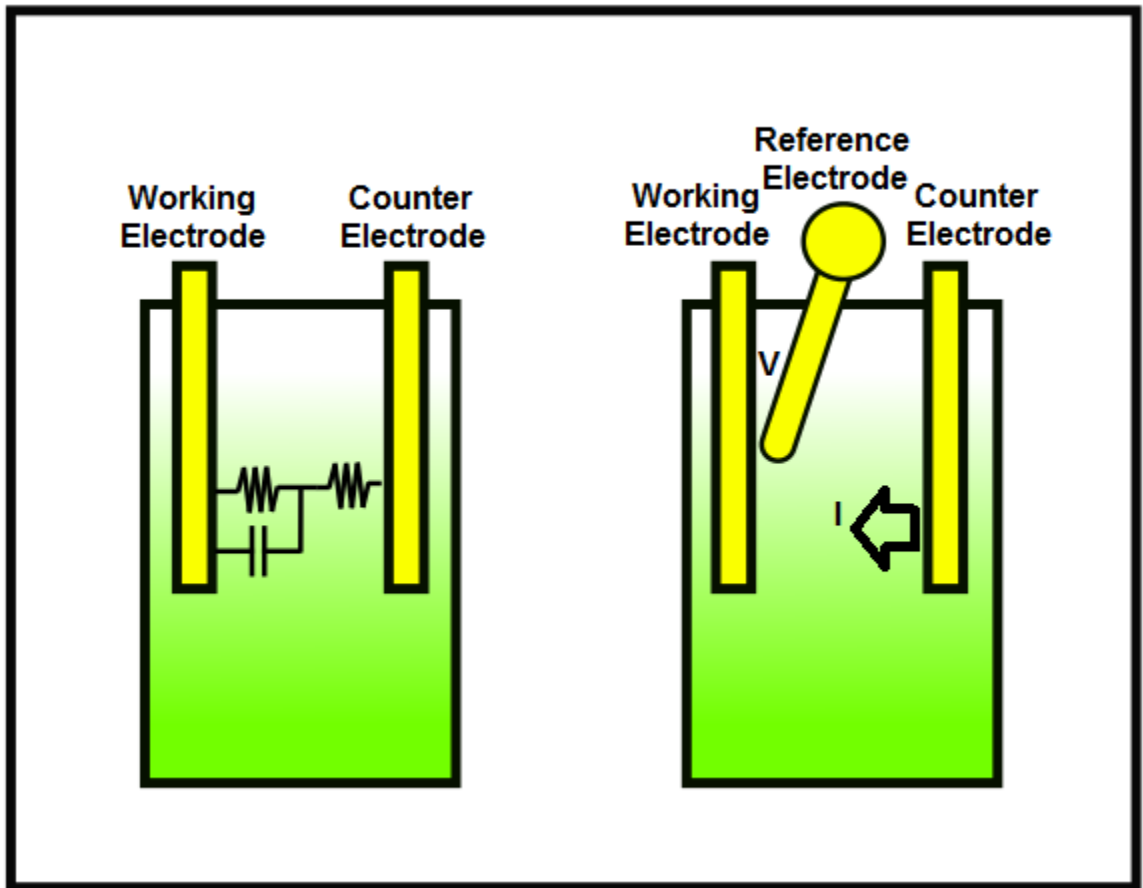 Working
Electrode
Counter
Electrode
Reference
Electrode
Working
Electrode
Counter
Electrode
V
I